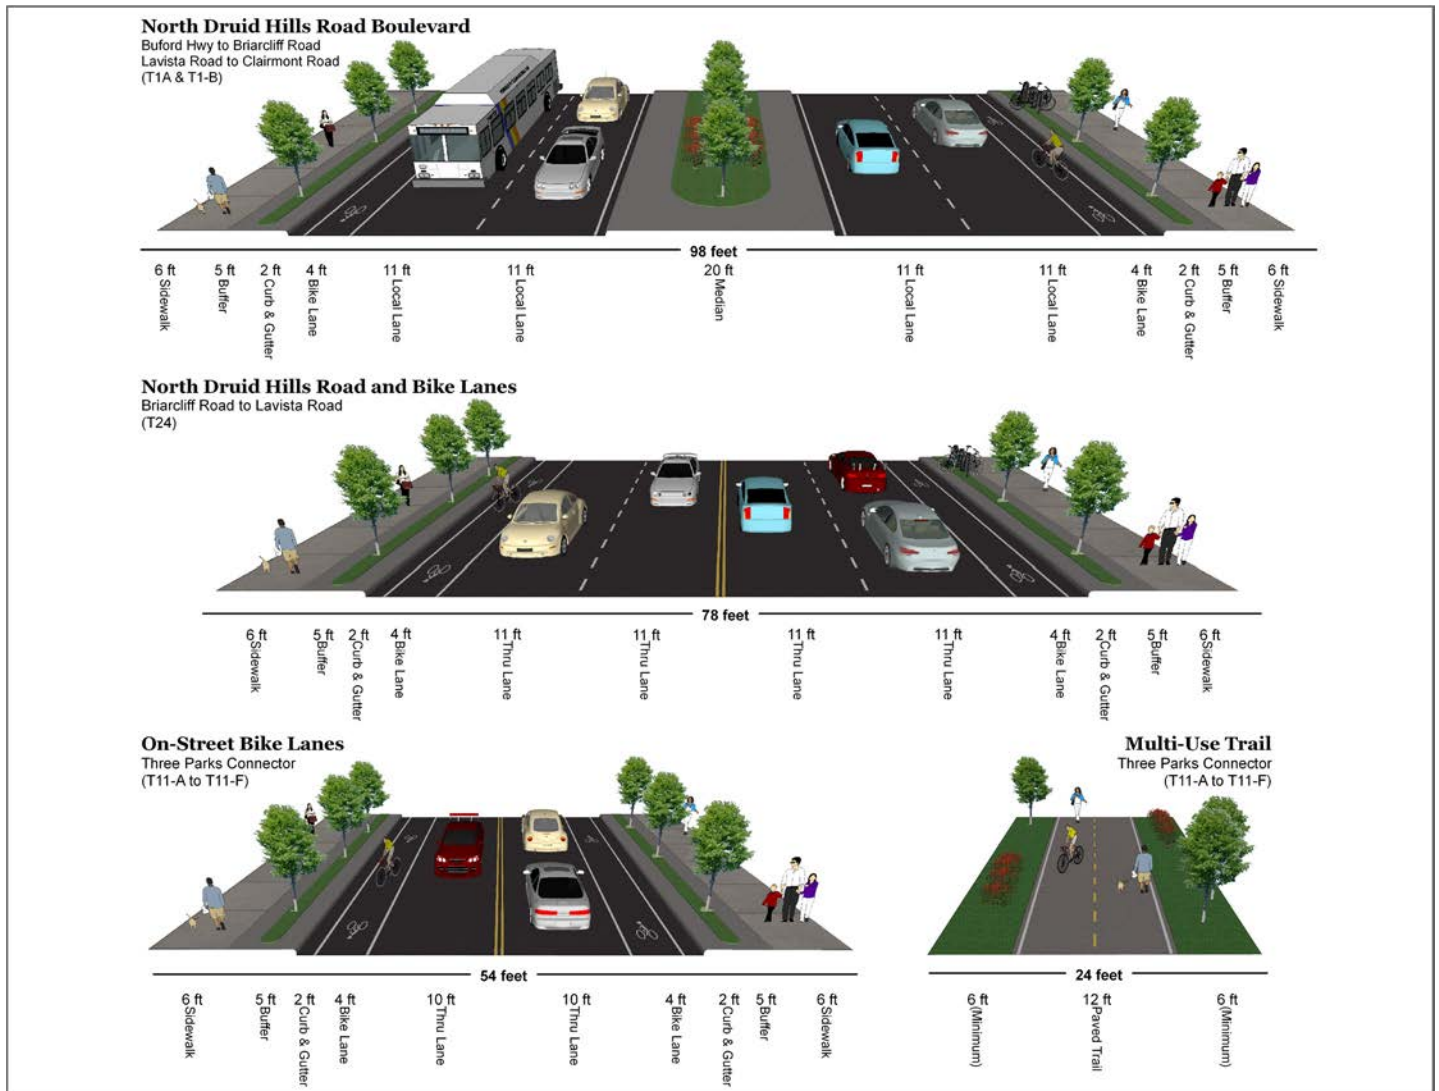 North Druid Hills Road Boulevard
Buford Hwy to Briarcliff Road
Lavista Road to Clairmont Road
(T1A & T1-B)
98 feet
6 ft Sidewalk
5 ft Buffer
2 ft Curb & Gutter
4 ft Bike Lane
11 ft Local Lane
11 ft Local Lane
20 ft Median
11 ft Local Lane
11 ft Local Lane
4 ft Bike Lane
2 ft Curb & Gutter
5 ft Buffer
6 ft Sidewalk
North Druid Hills Road and Bike Lanes
Briarcliff Road to Lavista Road
(T24)
78 feet
6 ft Sidewalk
5 ft Buffer
2 ft Curb & Gutter
4 ft Bike Lane
11 ft Thru Lane
11 ft Thru Lane
11 ft Thru Lane
11 ft Thru Lane
4 ft Bike Lane
2 ft Curb & Gutter
5 ft Buffer
6 ft Sidewalk
On-Street Bike Lanes
Three Parks Connector
(T11-A to T11-F)
54 feet
6 ft Sidewalk
5 ft Buffer
2 ft Curb & Gutter
4 ft Bike Lane
10 ft Thru Lane
10 ft Thru Lane
4 ft Bike Lane
2 ft Curb & Gutter
5 ft Buffer
6 ft Sidewalk
Multi-Use Trail
Three Parks Connector
(T11-A to T11-F)
24 feet
6 ft (Minimum)
12 ft Paved Trail
6 ft (Minimum)